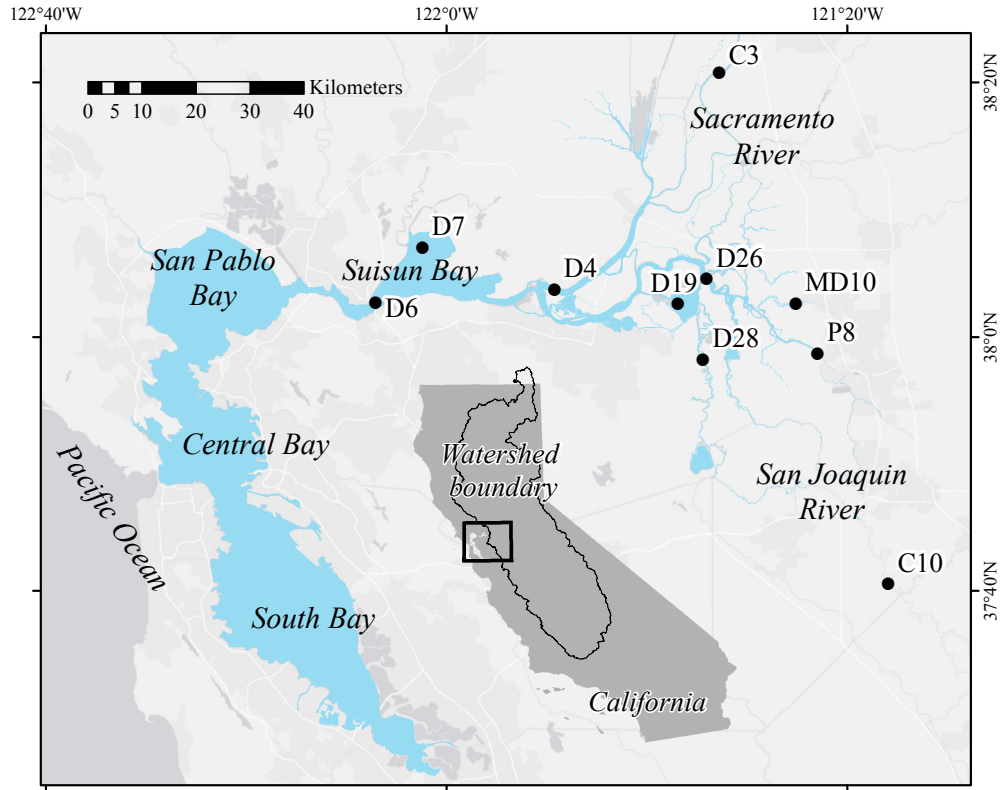 122°40'W
122°0'W
121°20'W
C3
Kilometers
0 5 10 20 30 40
38°20'N
Sacramento
River
D7
San Pablo
Bay
Suisun Bay
D4
D26
D19
MD10
D6
38°0'N
D28
P8
Central Bay
Watershed
boundary
Pacific Ocean
San Joaquin
River
C10
37°40'N
South Bay
California